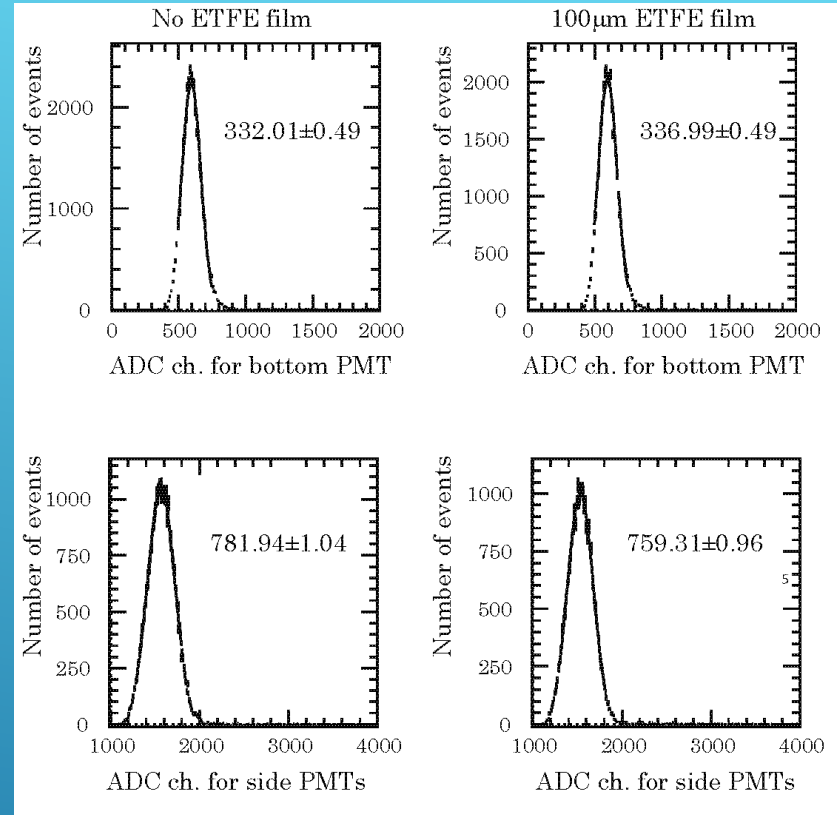 No ETFE film
Number of events
2000
1000
0
332.01±0.49
0 500 1000 1500 2000
ADC ch. for bottom PMT
100µm ETFE film
Number of events
2000
1500
1000
500
0
336.99±0.49
0 500 1000 1500 2000
ADC ch. for bottom PMT
Number of events
1000
750
500
250
0
781.94±1.04
1000 2000 3000 4000
ADC ch. for side PMTs
Number of events
1000
750
500
250
0
759.31±0.96
5
1000 2000 3000 4000
ADC ch. for side PMTs